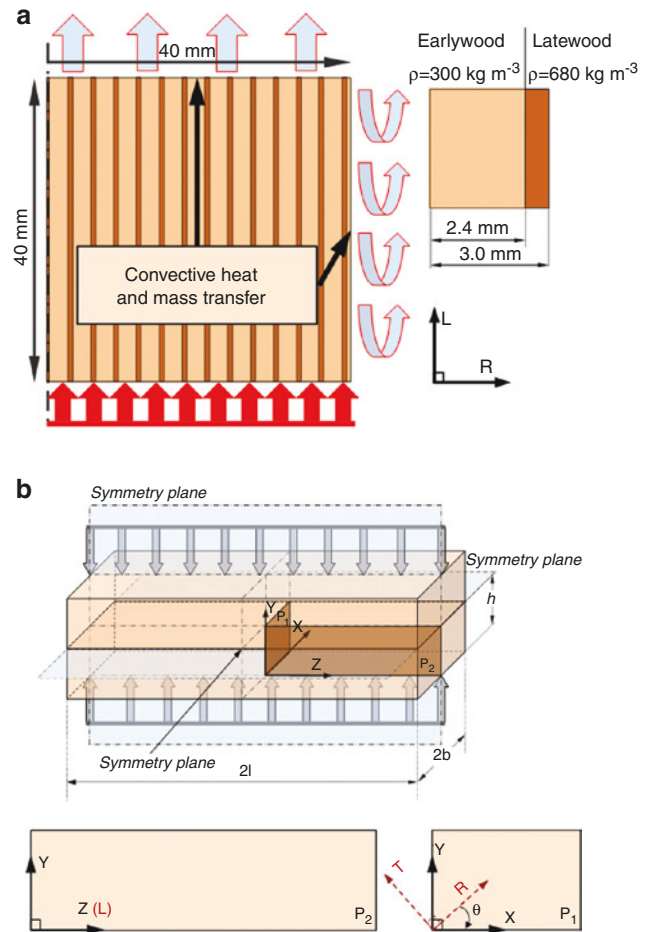 a
40 mm
40 mm
Convective heat
and mass transfer
Earlywood
Latewood
ρ=300 kg m-3
ρ=680 kg m-3
2.4 mm
3.0 mm
L
R
b
Symmetry plane
Symmetry plane
h
Y
P1
X
Z
P2
Symmetry plane
2l
2b
Y
Z (L)
P2
T
Y
R
θ
X
P1